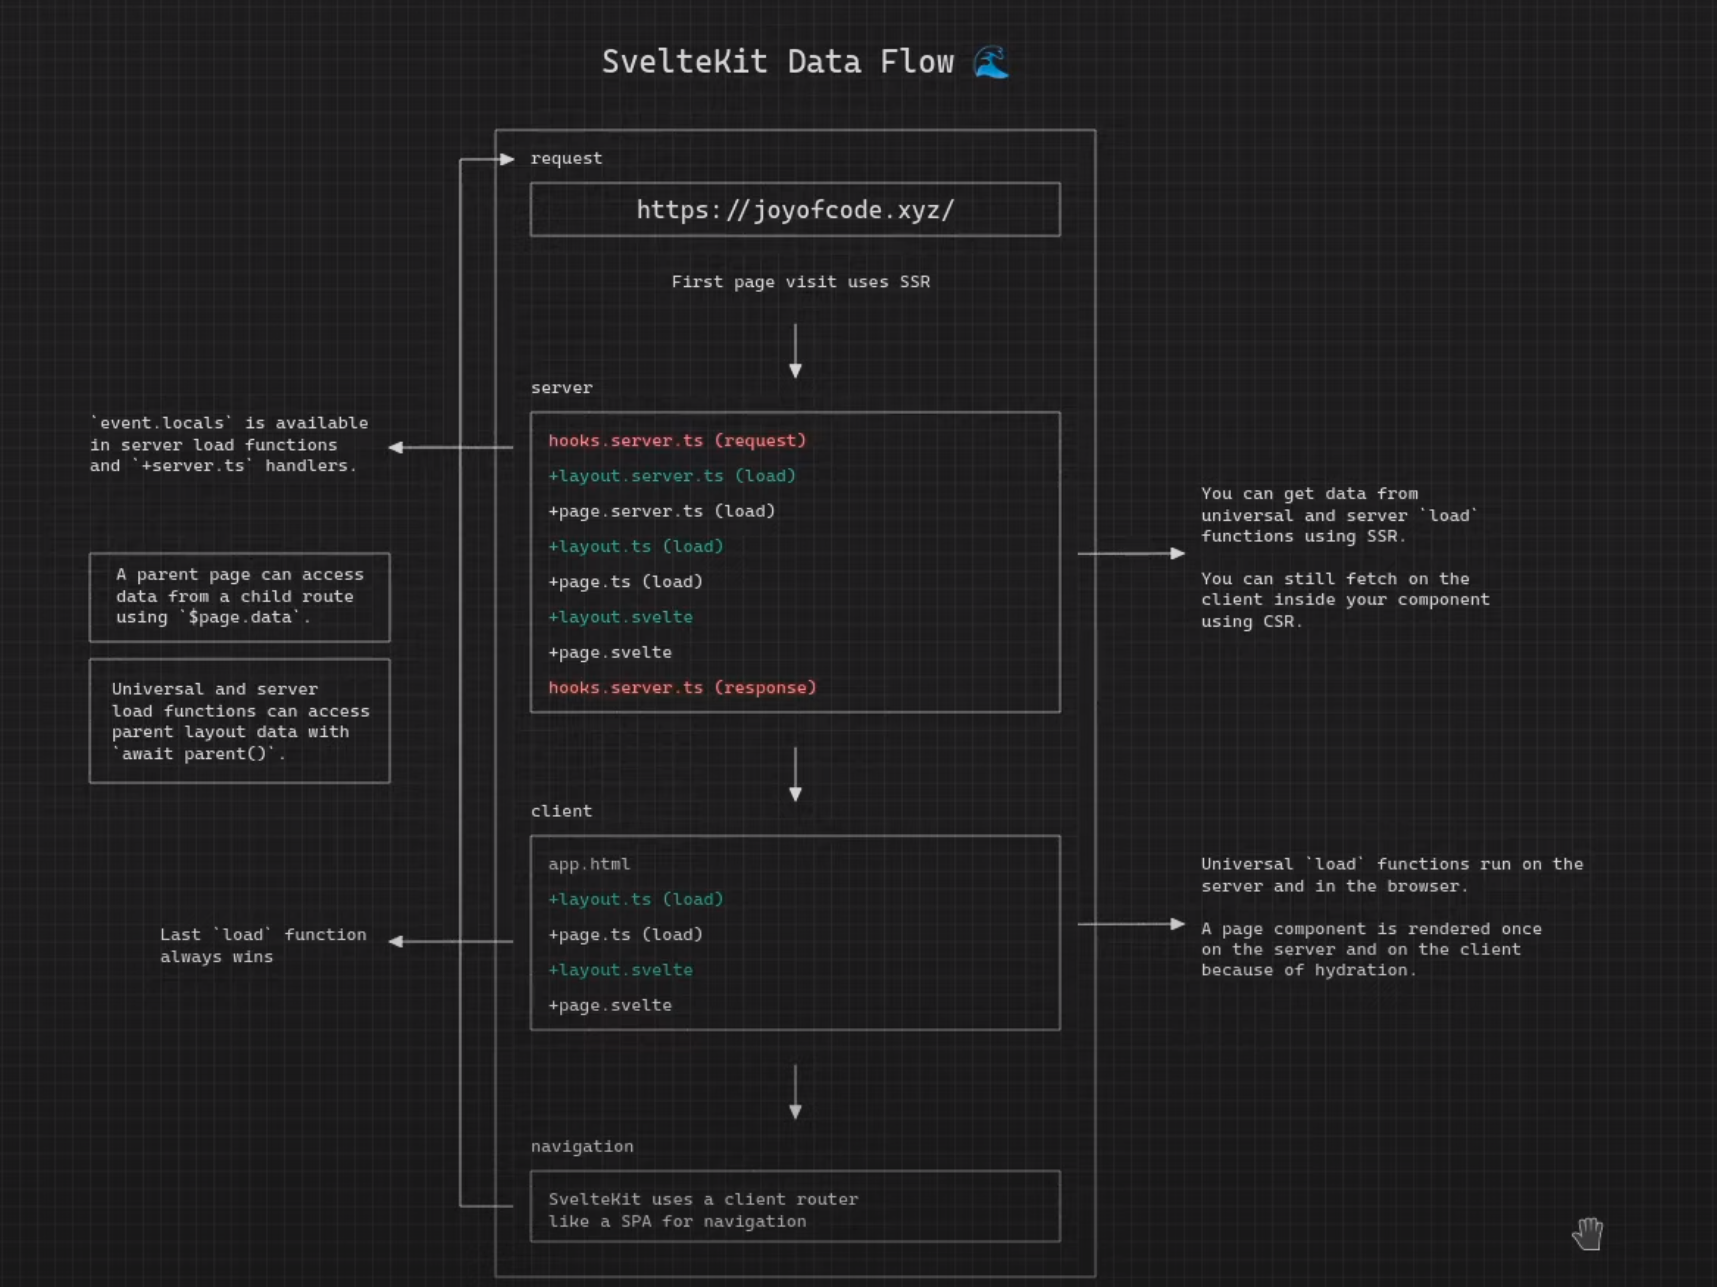 SvelteKit Data Flow 🌊
request
https://joyofcode.xyz/
First page visit uses SSR
server
hooks.server.ts (request)
+layout.server.ts (load)
+page.server.ts (load)
+layout.ts (load)
+page.ts (load)
+layout.svelte
+page.svelte
hooks.server.ts (response)
`event.locals` is available
in server load functions
and `+server.ts` handlers.
A parent page can access
data from a child route
using `$page.data`.
Universal and server
load functions can access
parent layout data with
`await parent()`.
You can get data from
universal and server `load`
functions using SSR.
You can still fetch on the
client inside your component
using CSR.
client
app.html
+layout.ts (load)
+page.ts (load)
+layout.svelte
+page.svelte
Last `load` function
always wins
Universal `load` functions run on the
server and in the browser.
A page component is rendered once
on the server and on the client
because of hydration.
navigation
SvelteKit uses a client router
like a SPA for navigation